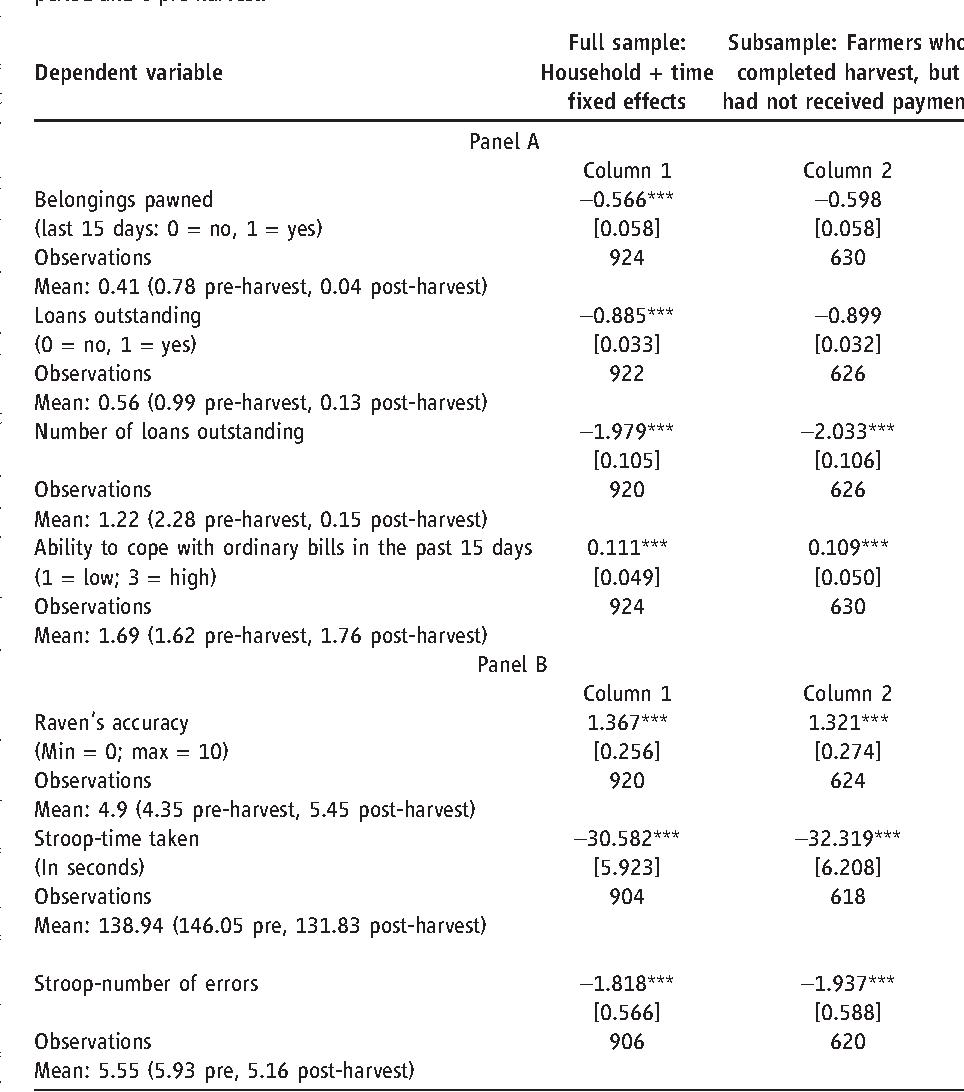 Full sample: Subsample: Farmers who
Dependent variable Household + time completed harvest, but
fixed effects had not received paymen
Panel A
Column 1 Column 2
Belongings pawned –0.566*** –0.598
(last 15 days: 0 = no, 1 = yes) [0.058] [0.058]
Observations 924 630
Mean: 0.41 (0.78 pre-harvest, 0.04 post-harvest)
Loans outstanding –0.885*** –0.899
(0 = no, 1 = yes) [0.033] [0.032]
Observations 922 626
Mean: 0.56 (0.99 pre-harvest, 0.13 post-harvest)
Number of loans outstanding –1.979*** –2.033***
[0.105] [0.106]
Observations 920 626
Mean: 1.22 (2.28 pre-harvest, 0.15 post-harvest)
Ability to cope with ordinary bills in the past 15 days 0.111*** 0.109***
(1 = low; 3 = high) [0.049] [0.050]
Observations 924 630
Mean: 1.69 (1.62 pre-harvest, 1.76 post-harvest)
Panel B
Column 1 Column 2
Raven's accuracy 1.367*** 1.321***
(Min = 0; max = 10) [0.256] [0.274]
Observations 920 624
Mean: 4.9 (4.35 pre-harvest, 5.45 post-harvest)
Stroop-time taken –30.582*** –32.319***
(In seconds) [5.923] [6.208]
Observations 904 618
Mean: 138.94 (146.05 pre, 131.83 post-harvest)
Stroop-number of errors –1.818*** –1.937***
[0.566] [0.588]
Observations 906 620
Mean: 5.55 (5.93 pre, 5.16 post-harvest)